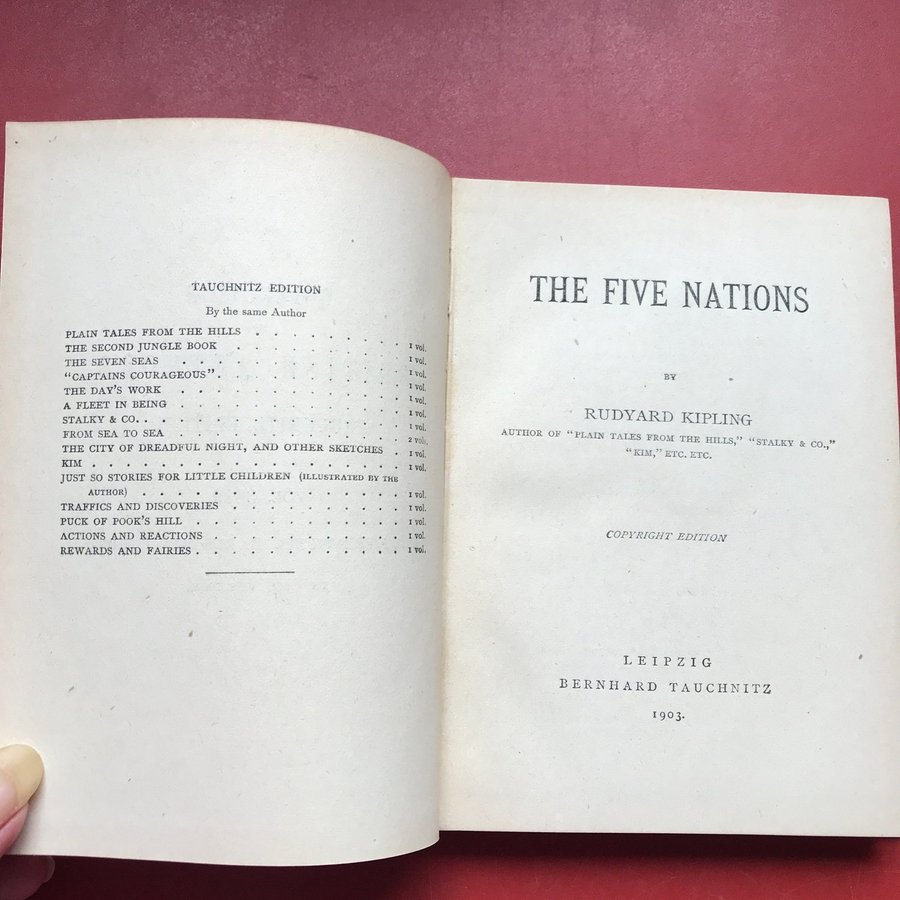 TAUCHNITZ EDITION
By the same Author
PLAIN TALES FROM THE HILLS . . . . . . . 1 vol.
THE SECOND JUNGLE BOOK . . . . . . . . 1 vol.
THE SEVEN SEAS . . . . . . . . . . 1 vol.
"CAPTAINS COURAGEOUS" . . . . . . . . 1 vol.
THE DAY'S WORK . . . . . . . . . . 1 vol.
A FLEET IN BEING . . . . . . . . . . 1 vol.
STALKY & CO. . . . . . . . . . . . 1 vol.
FROM SEA TO SEA . . . . . . . . . . 2 vols.
THE CITY OF DREADFUL NIGHT, AND OTHER SKETCHES . 1 vol.
KIM . . . . . . . . . . . . . . 1 vol.
JUST SO STORIES FOR LITTLE CHILDREN (ILLUSTRATED BY THE
AUTHOR) . . . . . . . . . . . . 1 vol.
TRAFFICS AND DISCOVERIES . . . . . . . . 1 vol.
PUCK OF POOK'S HILL . . . . . . . . . 1 vol.
ACTIONS AND REACTIONS . . . . . . . . 1 vol.
REWARDS AND FAIRIES . . . . . . . . . 1 vol.
THE FIVE NATIONS
BY
RUDYARD KIPLING
AUTHOR OF "PLAIN TALES FROM THE HILLS," "STALKY & CO.,"
"KIM," ETC. ETC.
COPYRIGHT EDITION
LEIPZIG
BERNHARD TAUCHNITZ
1903.